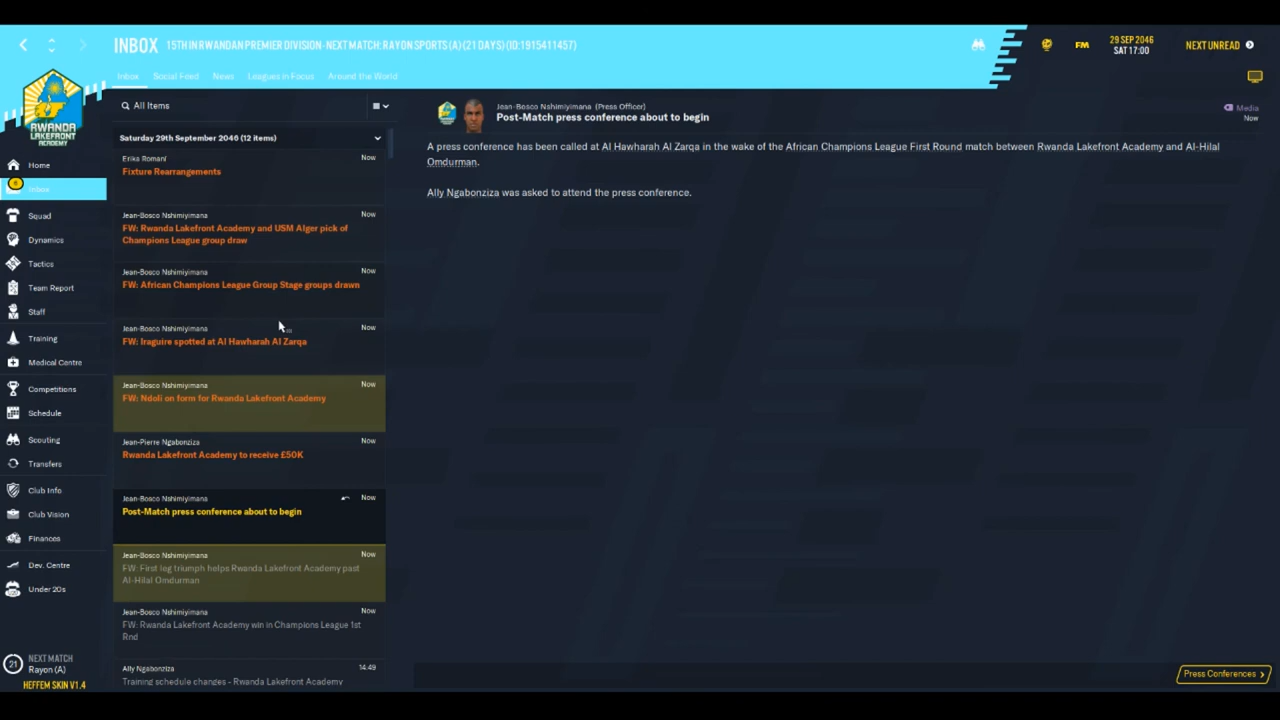 INBOX
15TH IN RWANDAN PREMIER DIVISION - NEXT MATCH: RAYON SPORTS (A) (21 DAYS) (ID:1915411457)
FM
29 SEP 2046
SAT 17:00
NEXT UNREAD
Inbox
Social Feed
News
Leagues in Focus
Around the World
RWANDA
LAKEFRONT
ACADEMY
Home
Inbox
Squad
Dynamics
Tactics
Team Report
Staff
Training
Medical Centre
Competitions
Schedule
Scouting
Transfers
Club Info
Club Vision
Finances
Dev. Centre
Under 20s
21
NEXT MATCH
Rayon (A)
HEFFEM SKIN V1.4
All Items
Saturday 29th September 2046 (12 items)
Erika Romani
Now
Fixture Rearrangements
Jean-Bosco Nshimiyimana
Now
FW: Rwanda Lakefront Academy and USM Alger pick of
Champions League group draw
Jean-Bosco Nshimiyimana
Now
FW: African Champions League Group Stage groups drawn
Jean-Bosco Nshimiyimana
Now
FW: Iraguire spotted at Al Hawharah Al Zarqa
Jean-Bosco Nshimiyimana
Now
FW: Ndoli on form for Rwanda Lakefront Academy
Jean-Pierre Ngabonziza
Now
Rwanda Lakefront Academy to receive £50K
Jean-Bosco Nshimiyimana
Now
Post-Match press conference about to begin
Jean-Bosco Nshimiyimana
Now
FW: First leg triumph helps Rwanda Lakefront Academy past
Al-Hilal Omdurman
Jean-Bosco Nshimiyimana
Now
FW: Rwanda Lakefront Academy win in Champions League 1st
Rnd
Ally Ngabonziza
14:49
Training schedule changes - Rwanda Lakefront Academy
Jean-Bosco Nshimiyimana (Press Officer)
Post-Match press conference about to begin
Media
Now
A press conference has been called at Al Hawharah Al Zarqa in the wake of the African Champions League First Round match between Rwanda Lakefront Academy and Al-Hilal
Omdurman.
Ally Ngabonziza was asked to attend the press conference.
Press Conferences